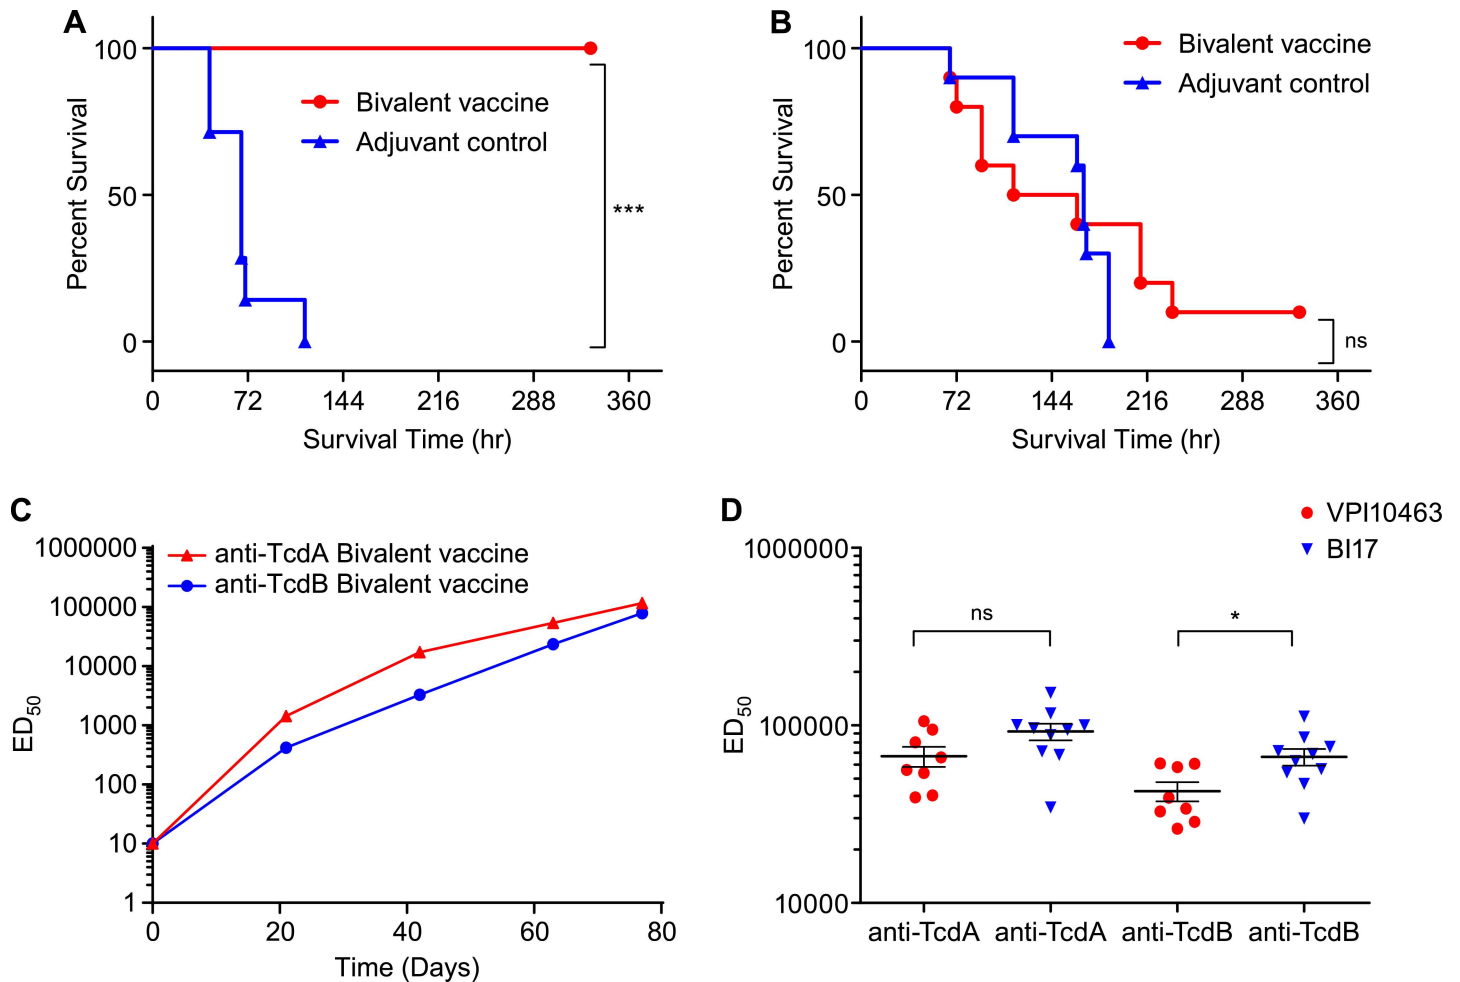 A
100
50
0
Percent Survival
Bivalent vaccine
Adjuvant control
***
0 72 144 216 288 360
Survival Time (hr)
B
100
50
0
Percent Survival
Bivalent vaccine
Adjuvant control
ns
0 72 144 216 288 360
Survival Time (hr)
C
1000000
100000
10000
1000
100
10
1
ED50
anti-TcdA Bivalent vaccine
anti-TcdB Bivalent vaccine
0 20 40 60 80
Time (Days)
D
VPI10463
BI17
1000000
100000
10000
ED50
ns
*
anti-TcdA anti-TcdA anti-TcdB anti-TcdB